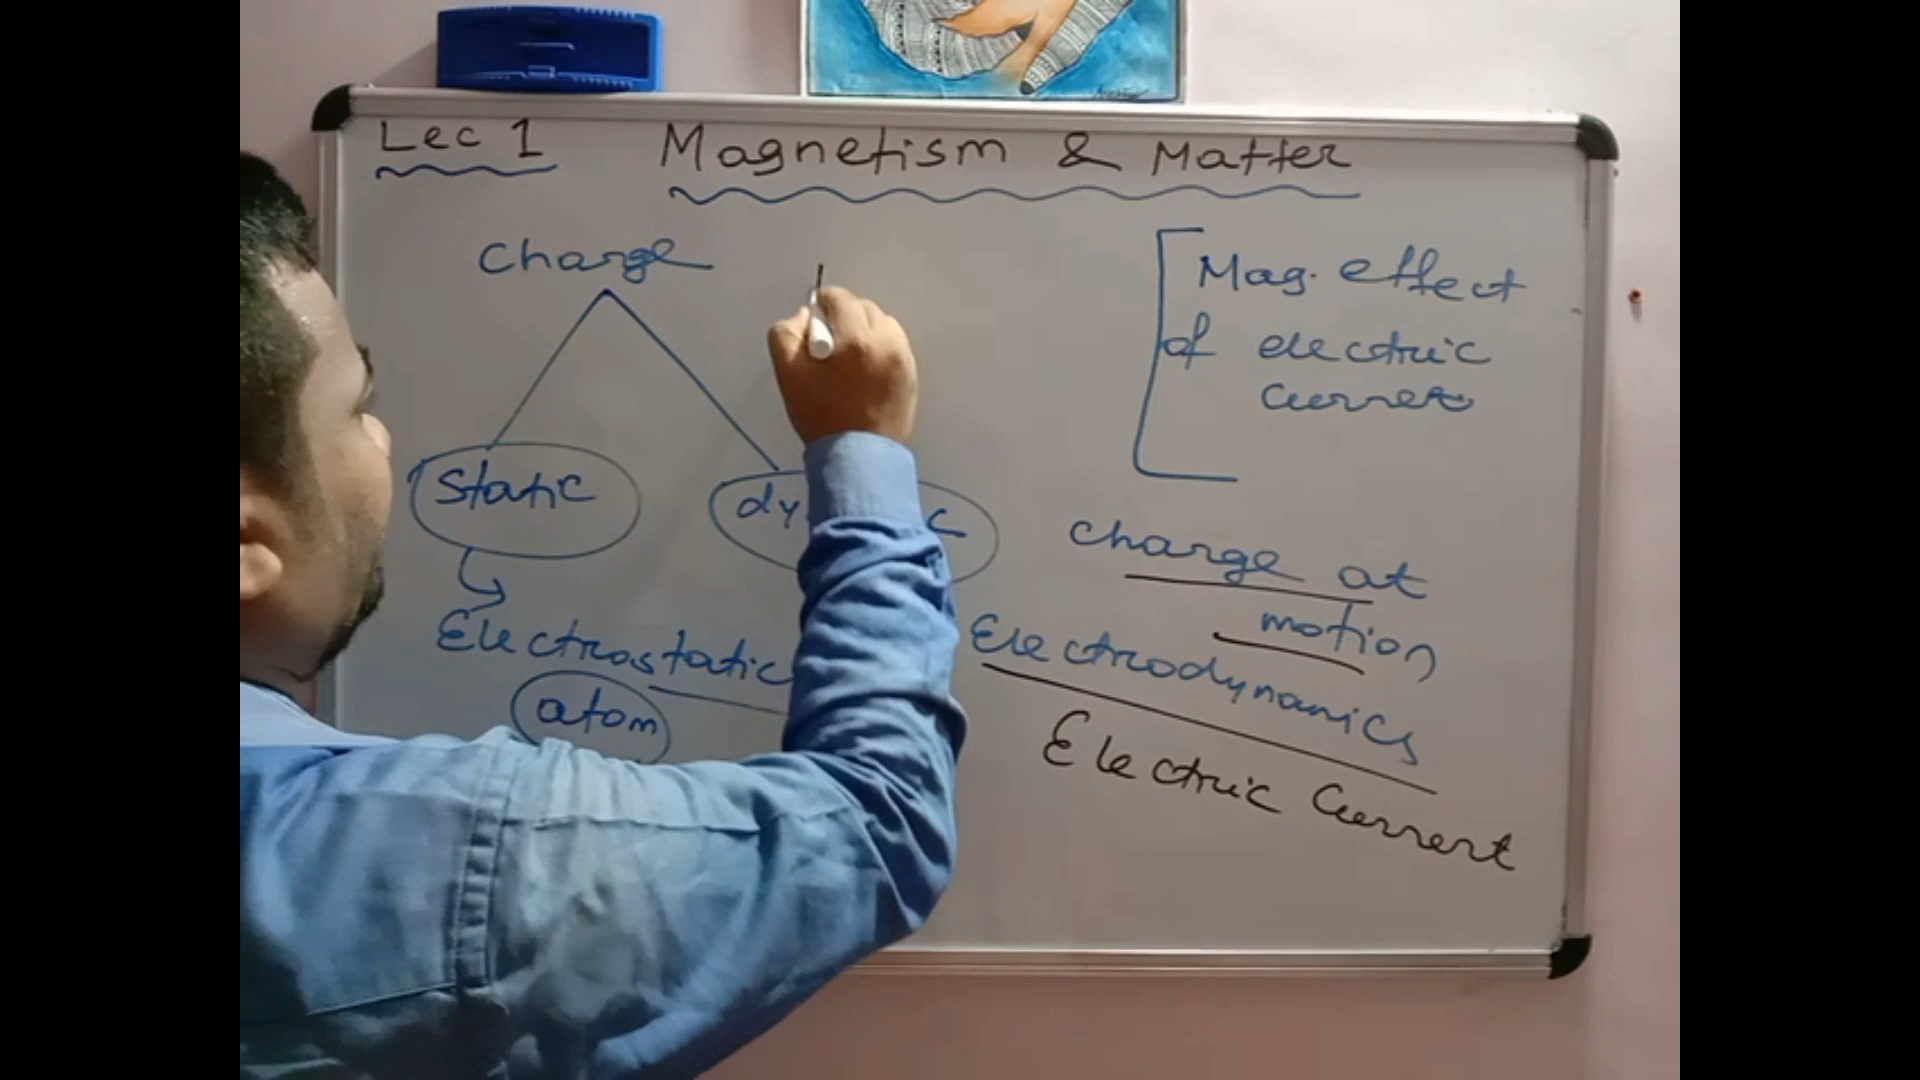 Lec 1
Magnetism & Matter
Charge
Static
Electrostatic
atom
Mag. effect
of electric
Current
charge at
motion
Electrodynamics
Electric Current